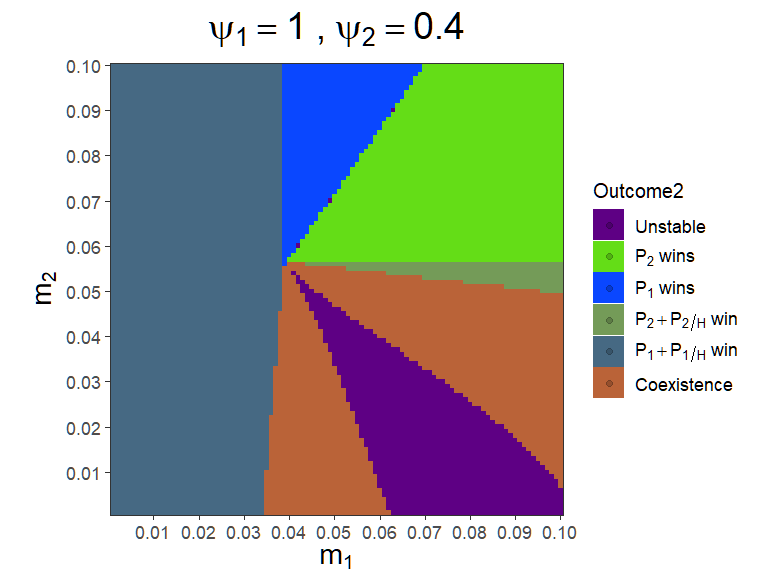 ψ₁ = 1 , ψ₂ = 0.4
0.10
0.09
0.08
0.07
0.06
0.05
0.04
0.03
0.02
0.01
m₂
0.01 0.02 0.03 0.04 0.05 0.06 0.07 0.08 0.09 0.10
m₁
Outcome2
Unstable
P₂ wins
P₁ wins
P₂+P₂/H win
P₁+P₁/H win
Coexistence